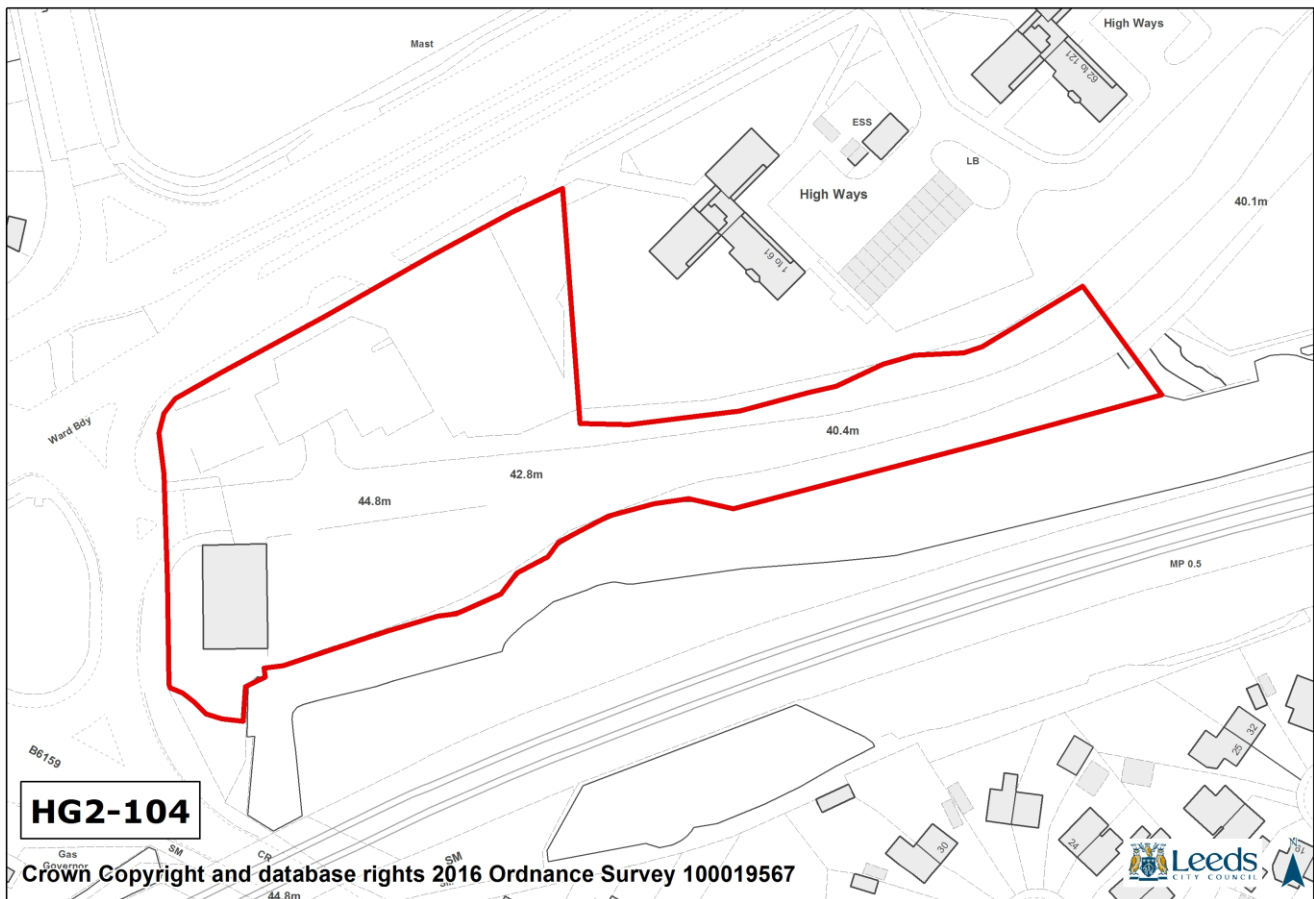 High Ways
Mast
62 to 121
ESS
LB
High Ways
40.1m
1 to 61
Ward Bdy
40.4m
42.8m
44.8m
MP 0.5
B6159
32
25
HG2-104
30
24
19
Gas
Governor
SM
CR
SM
44.8m
Crown Copyright and database rights 2016 Ordnance Survey 100019567
Leeds
CITY COUNCIL
N